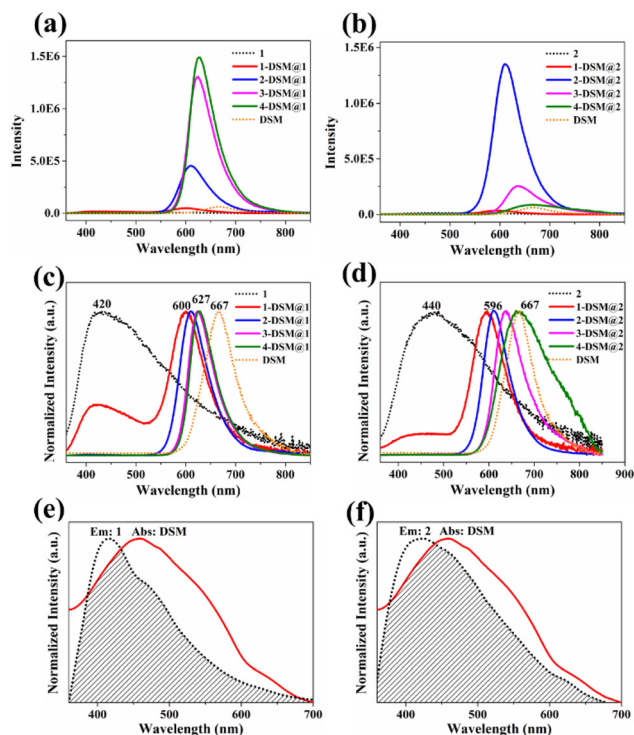 (a)
1.5E6
1.0E6
5.0E5
0.0
Intensity
1
1-DSM@1
2-DSM@1
3-DSM@1
4-DSM@1
DSM
400 500 600 700 800
Wavelength (nm)
(b)
1.5E6
1.0E6
5.0E5
0.0
Intensity
2
1-DSM@2
2-DSM@2
3-DSM@2
4-DSM@2
DSM
400 500 600 700 800
Wavelength (nm)
(c)
420
600
627
667
Normalized Intensity (a.u.)
1
1-DSM@1
2-DSM@1
3-DSM@1
4-DSM@1
DSM
400 500 600 700 800
Wavelength (nm)
(d)
440
596
667
Normalized Intensity (a.u.)
2
1-DSM@2
2-DSM@2
3-DSM@2
4-DSM@2
DSM
400 500 600 700 800 900
Wavelength (nm)
(e)
Em: 1 Abs: DSM
Normalized Intensity (a.u.)
400 500 600 700
Wavelength (nm)
(f)
Em: 2 Abs: DSM
Normalized Intensity (a.u.)
400 500 600 700
Wavelength (nm)